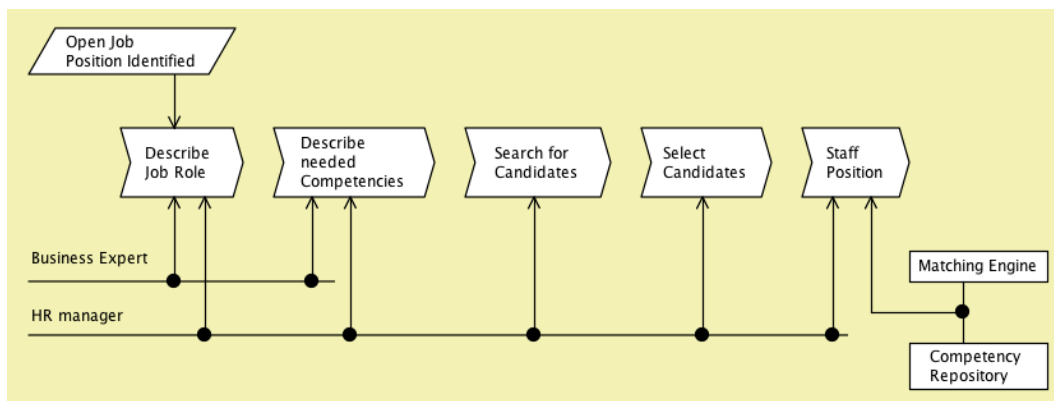 Open Job
Position Identified
Describe
Job Role
Describe
needed
Competencies
Search for
Candidates
Select
Candidates
Staff
Position
Business Expert
HR manager
Matching Engine
Competency
Repository